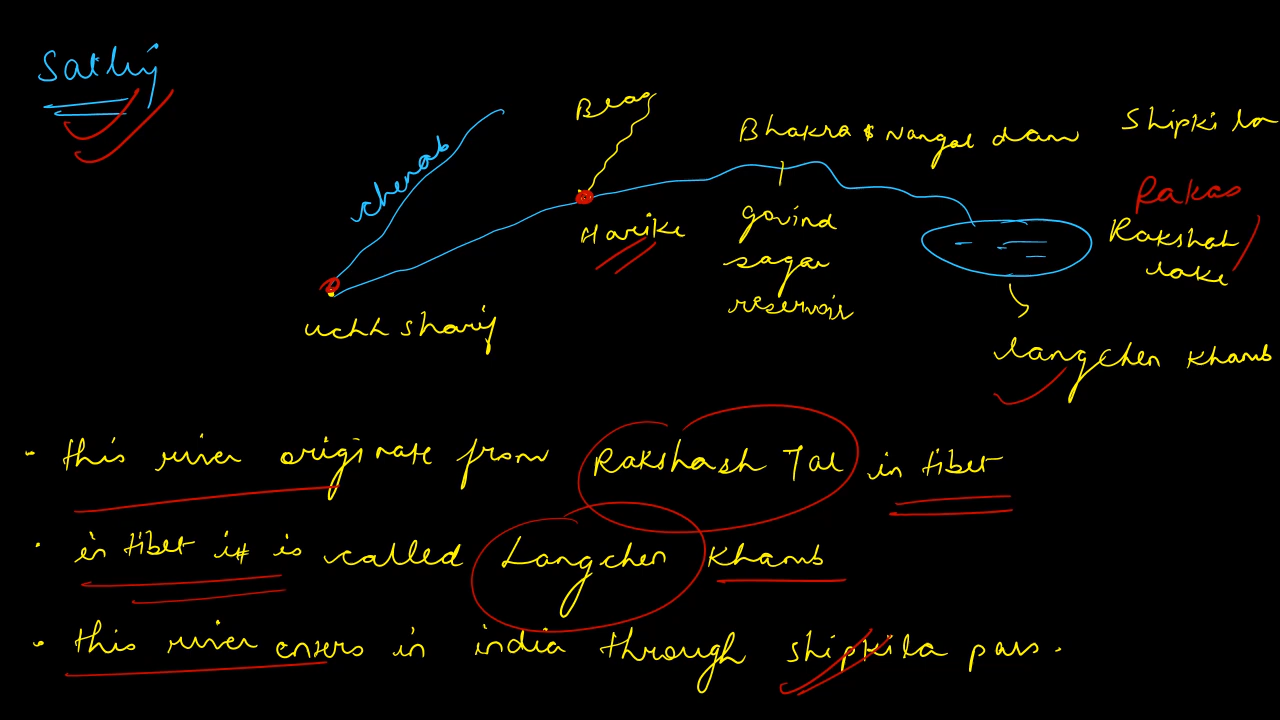 Satluj
Beas
chenab
Bhakra & Nangal dam
Shipki la
Rakas
Rakshah
lake
Harike
govind
sagar
reservoir
uchh sharif
langchen Khamb
· this river originate from Rakshash Tal in tibet
· in tibet it is called Langchen Khamb
· this river enters in india through shipkila pass.